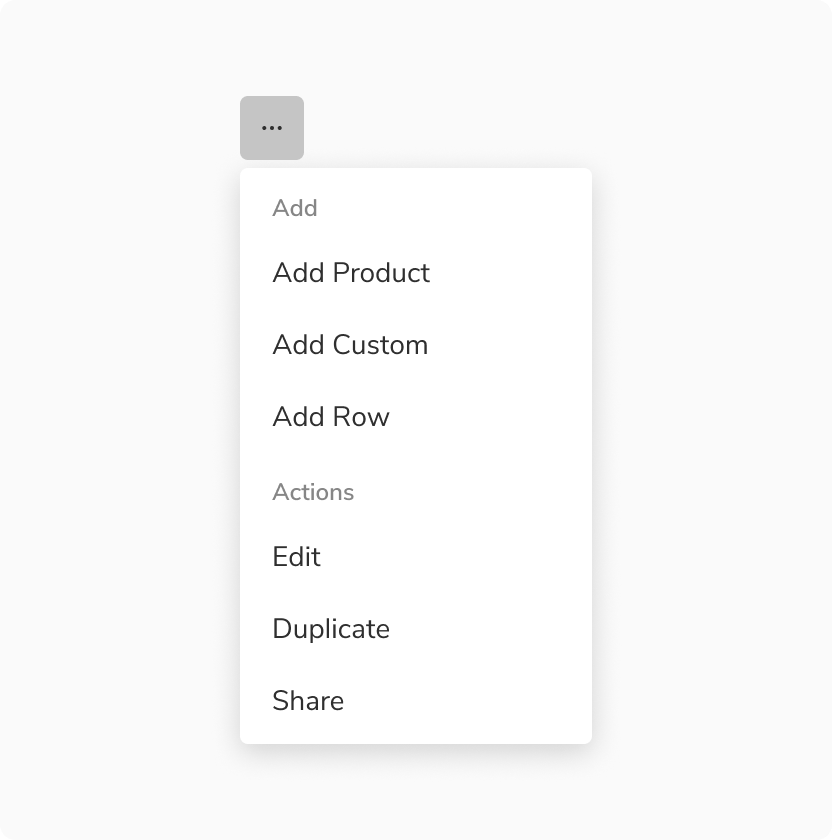 ...
Add
Add Product
Add Custom
Add Row
Actions
Edit
Duplicate
Share